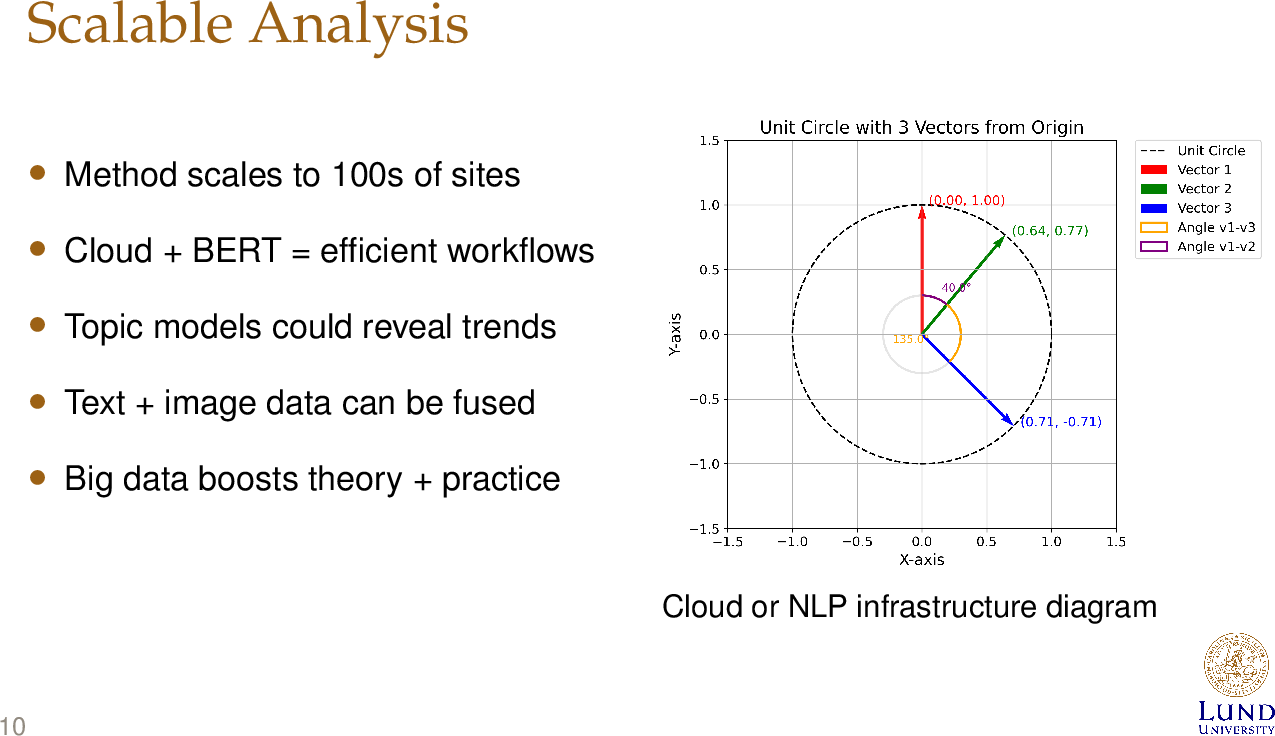 Scalable Analysis
• Method scales to 100s of sites
• Cloud + BERT = efficient workflows
• Topic models could reveal trends
• Text + image data can be fused
• Big data boosts theory + practice
Unit Circle with 3 Vectors from Origin
1.5
1.0
0.5
0.0
−0.5
−1.0
−1.5
Y-axis
−1.5 −1.0 −0.5 0.0 0.5 1.0 1.5
X-axis
(0.00, 1.00)
(0.64, 0.77)
40.0°
135.0
(0.71, -0.71)
Unit Circle
Vector 1
Vector 2
Vector 3
Angle v1-v3
Angle v1-v2
Cloud or NLP infrastructure diagram
LUND
UNIVERSITY
10